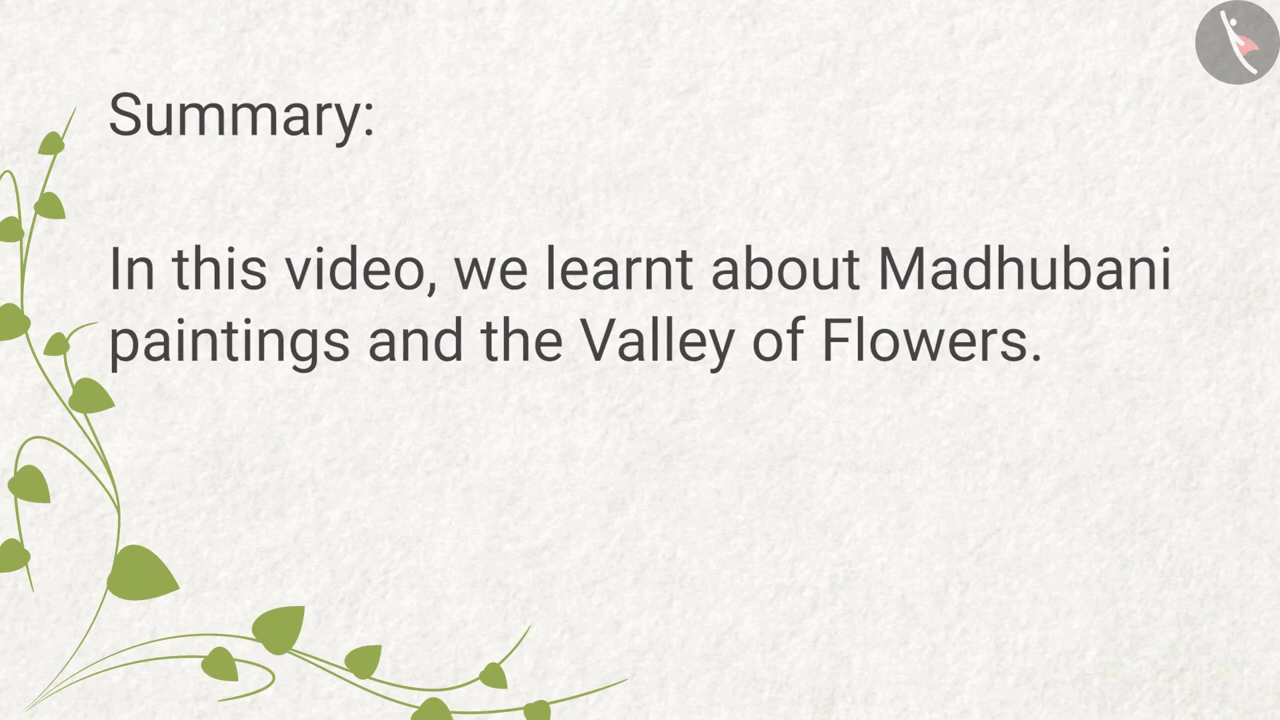 Summary:
In this video, we learnt about Madhubani
paintings and the Valley of Flowers.